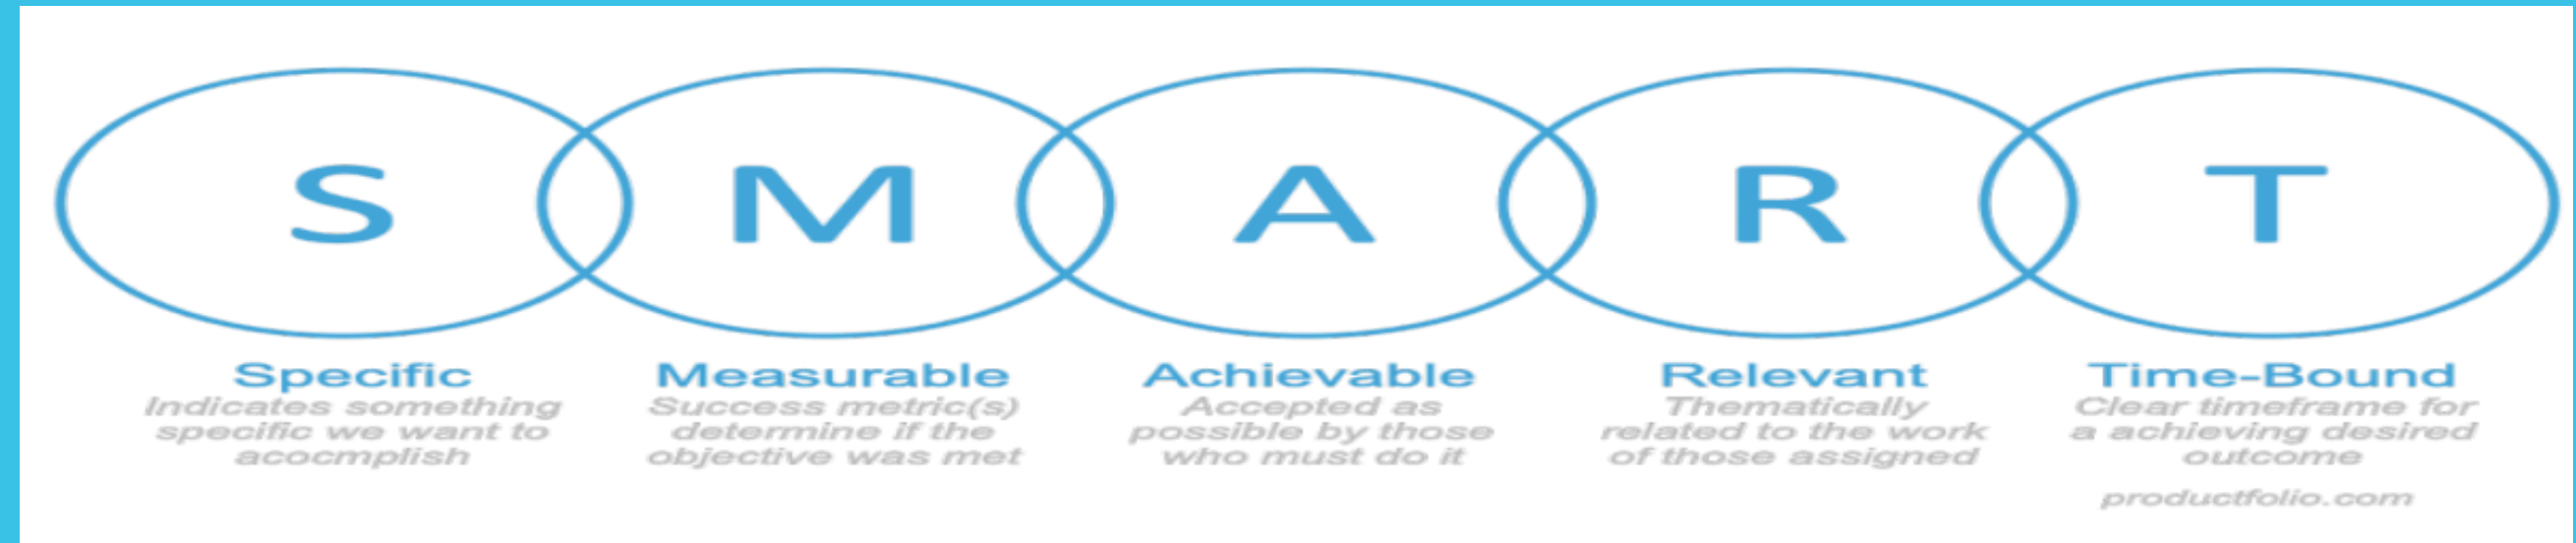 S M A R T
Specific
Indicates something
specific we want to
acocmplish
Measurable
Success metric(s)
determine if the
objective was met
Achievable
Accepted as
possible by those
who must do it
Relevant
Thematically
related to the work
of those assigned
Time-Bound
Clear timeframe for
a achieving desired
outcome
productfolio.com